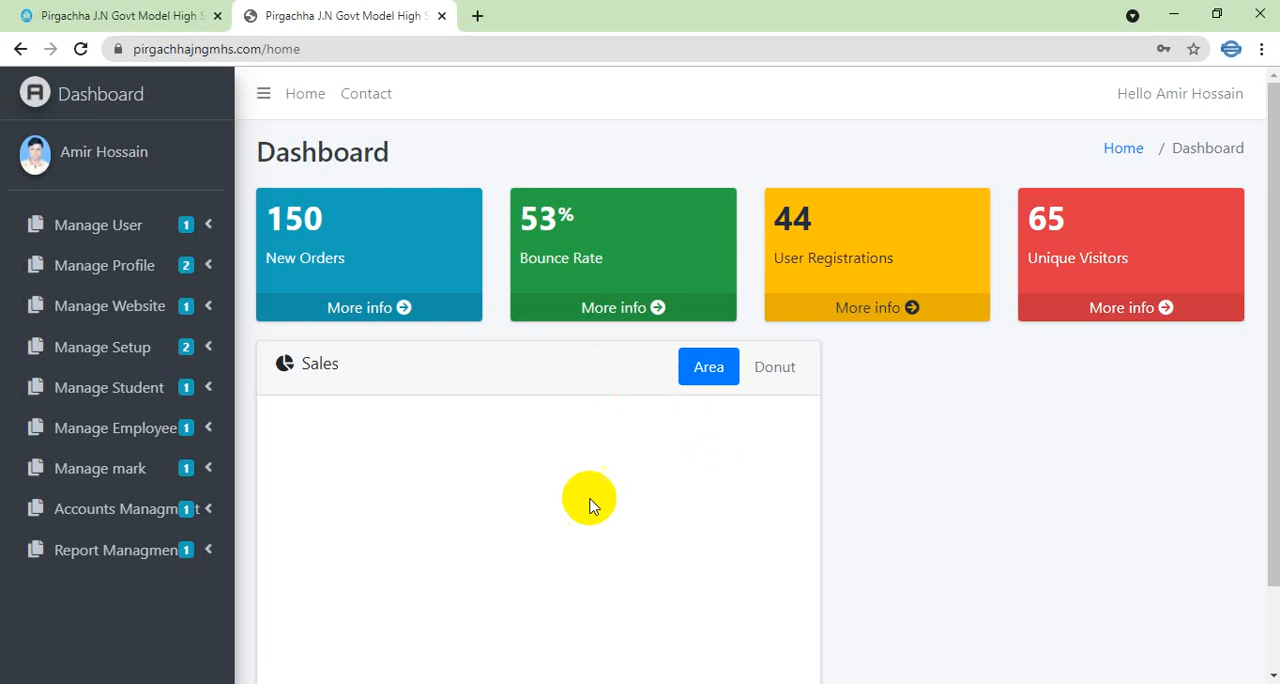 Pirgachha J.N Govt Model High S
Pirgachha J.N Govt Model High S
pirgachhajngmhs.com/home
Dashboard
Home Contact
Hello Amir Hossain
Amir Hossain
Dashboard
Home / Dashboard
Manage User 1
Manage Profile 2
Manage Website 1
Manage Setup 2
Manage Student 1
Manage Employee 1
Manage mark 1
Accounts Managm 1 t
Report Managmen 1
150
New Orders
More info
53%
Bounce Rate
More info
44
User Registrations
More info
65
Unique Visitors
More info
Sales
Area Donut